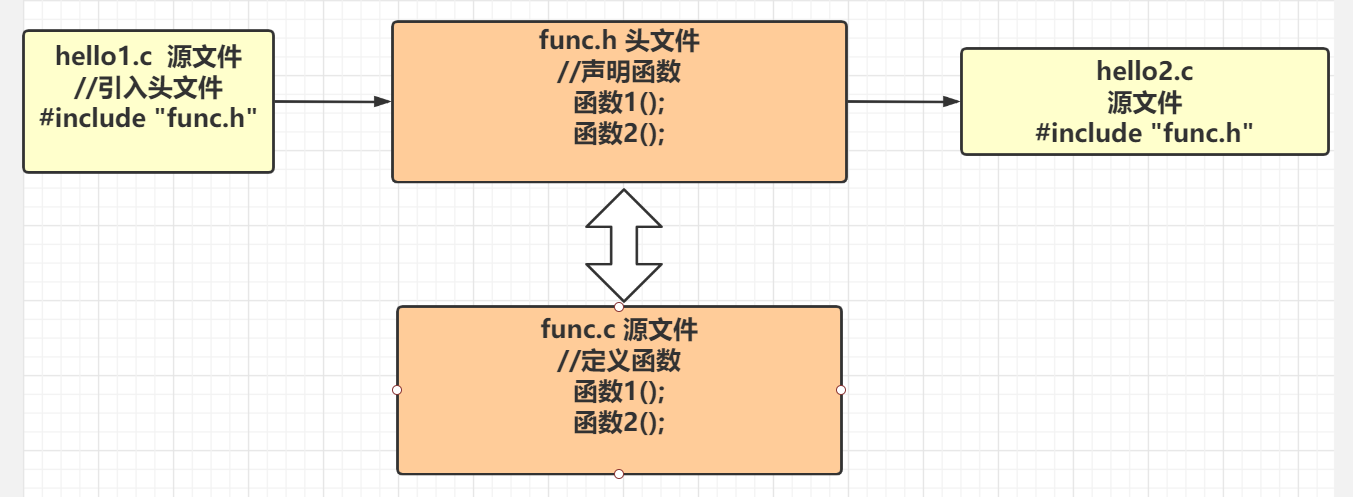 hello1.c 源文件
//引入头文件
#include "func.h"
func.h 头文件
//声明函数
函数1();
函数2();
hello2.c
源文件
#include "func.h"
func.c 源文件
//定义函数
函数1();
函数2();